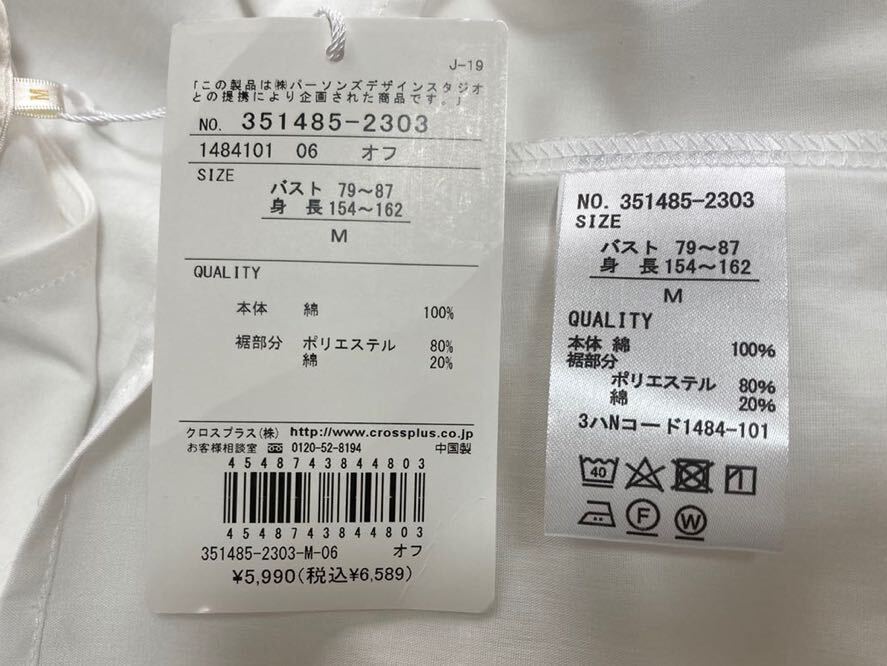 M
J-19
「この製品は㈱パーソンズデザインスタジオ
との提携により企画された商品です。」
NO. 351485-2303
1484101 06 オフ
SIZE
バスト 79～87
身 長 154～162
M
QUALITY
本体 綿 100%
裾部分 ポリエステル 80%
綿 20%
クロスプラス(株) http://www.crossplus.co.jp
お客様相談室 0120-52-8194 中国製
4548743844803
4548743844803
351485-2303-M-06 オフ
¥5,990(税込¥6,589)
NO. 351485-2303
SIZE
バスト 79～87
身 長 154～162
M
QUALITY
本体 綿 100%
裾部分
ポリエステル 80%
綿 20%
3ハNコード1484-101
40
F W